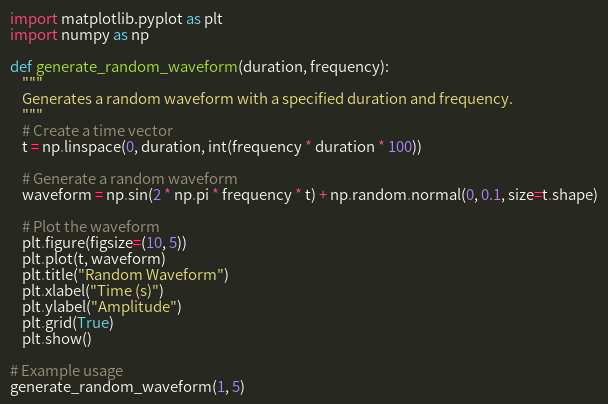 import matplotlib.pyplot as plt
import numpy as np

def generate_random_waveform(duration, frequency):
    """
    Generates a random waveform with a specified duration and frequency.
    """
    # Create a time vector
    t = np.linspace(0, duration, int(frequency * duration * 100))

    # Generate a random waveform
    waveform = np.sin(2 * np.pi * frequency * t) + np.random.normal(0, 0.1, size=t.shape)

    # Plot the waveform
    plt.figure(figsize=(10, 5))
    plt.plot(t, waveform)
    plt.title("Random Waveform")
    plt.xlabel("Time (s)")
    plt.ylabel("Amplitude")
    plt.grid(True)
    plt.show()

# Example usage
generate_random_waveform(1, 5)